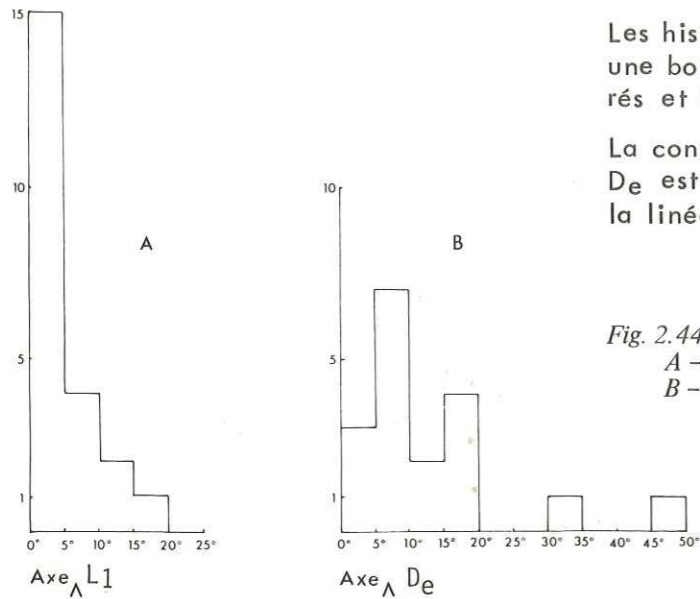 15
10
5
1
0° 5° 10° 15° 20° 25°
A
Axe ^ L1
10
5
1
0° 5° 10° 15° 20° 25° 30° 35° 40° 45° 50°
B
Axe ^ De
Les his
une bo
rés et
La con
De est
la liné
Fig. 2.44
A –
B –